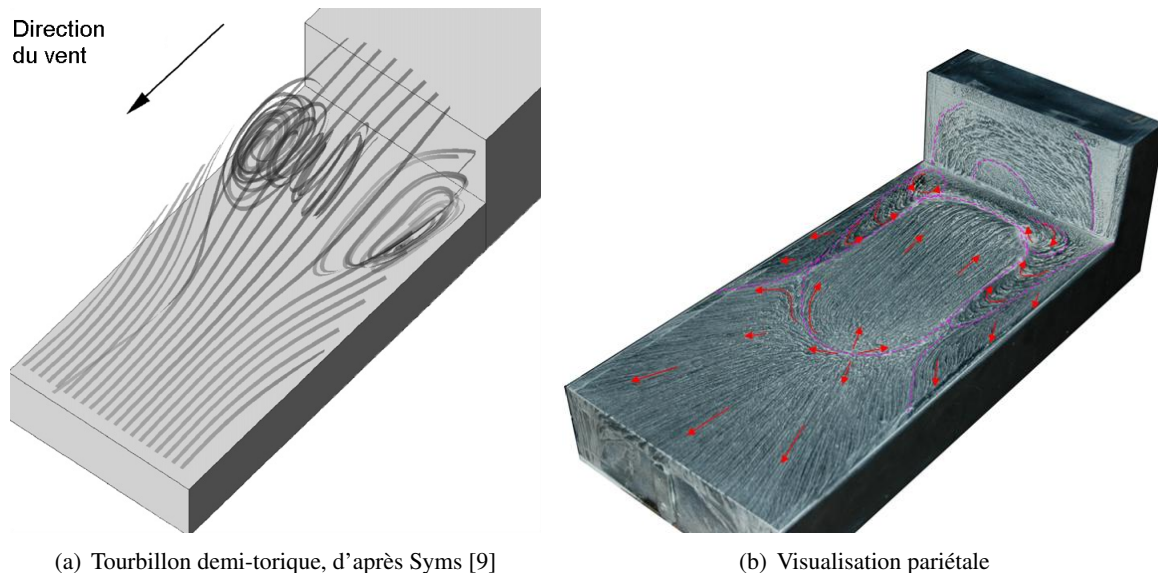 Direction
du vent
(a) Tourbillon demi-torique, d'après Syms [9]
(b) Visualisation pariétale